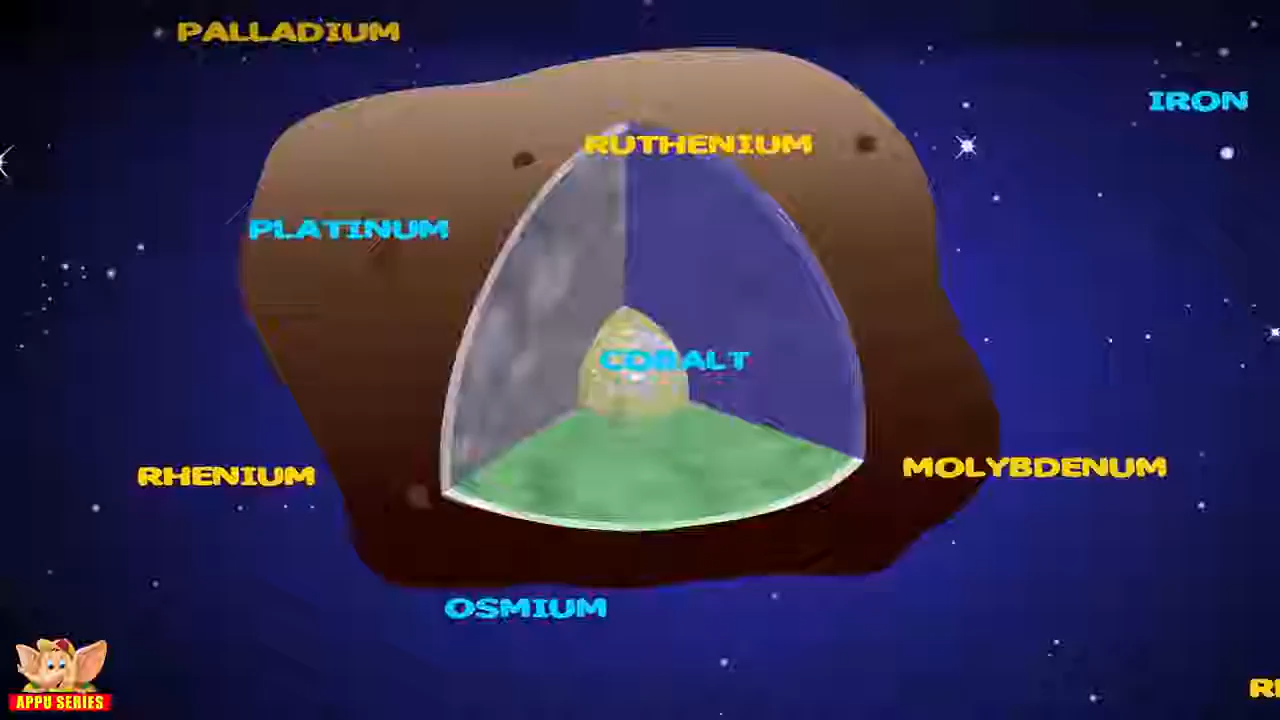 PALLADIUM
IRON
RUTHENIUM
PLATINUM
COBALT
RHENIUM
MOLYBDENUM
OSMIUM
APPU SERIES